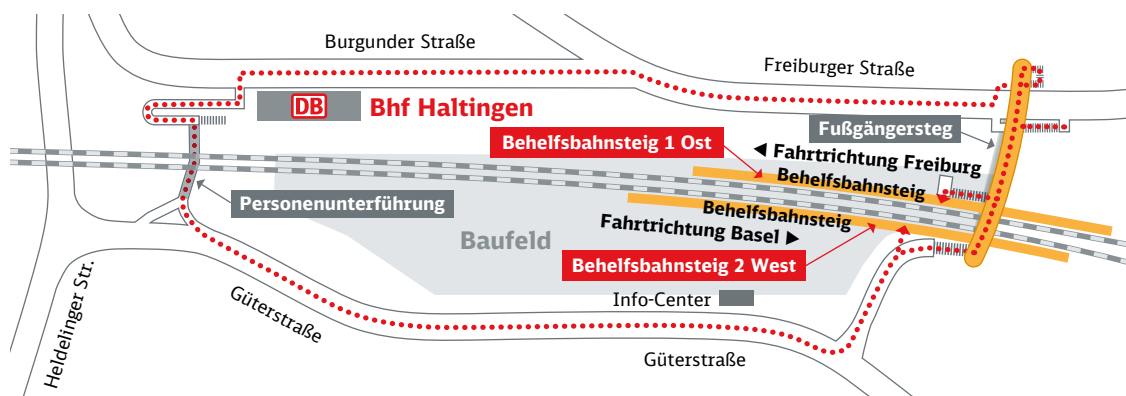 Burgunder Straße
Freiburger Straße
DB
Bhf Haltingen
Fußgängersteg
Behelfsbahnsteig 1 Ost
◄ Fahrtrichtung Freiburg
Behelfsbahnsteig
Personenunterführung
Behelfsbahnsteig
Fahrtrichtung Basel ►
Baufeld
Behelfsbahnsteig 2 West
Info-Center
Heldelinger Str.
Güterstraße
Güterstraße